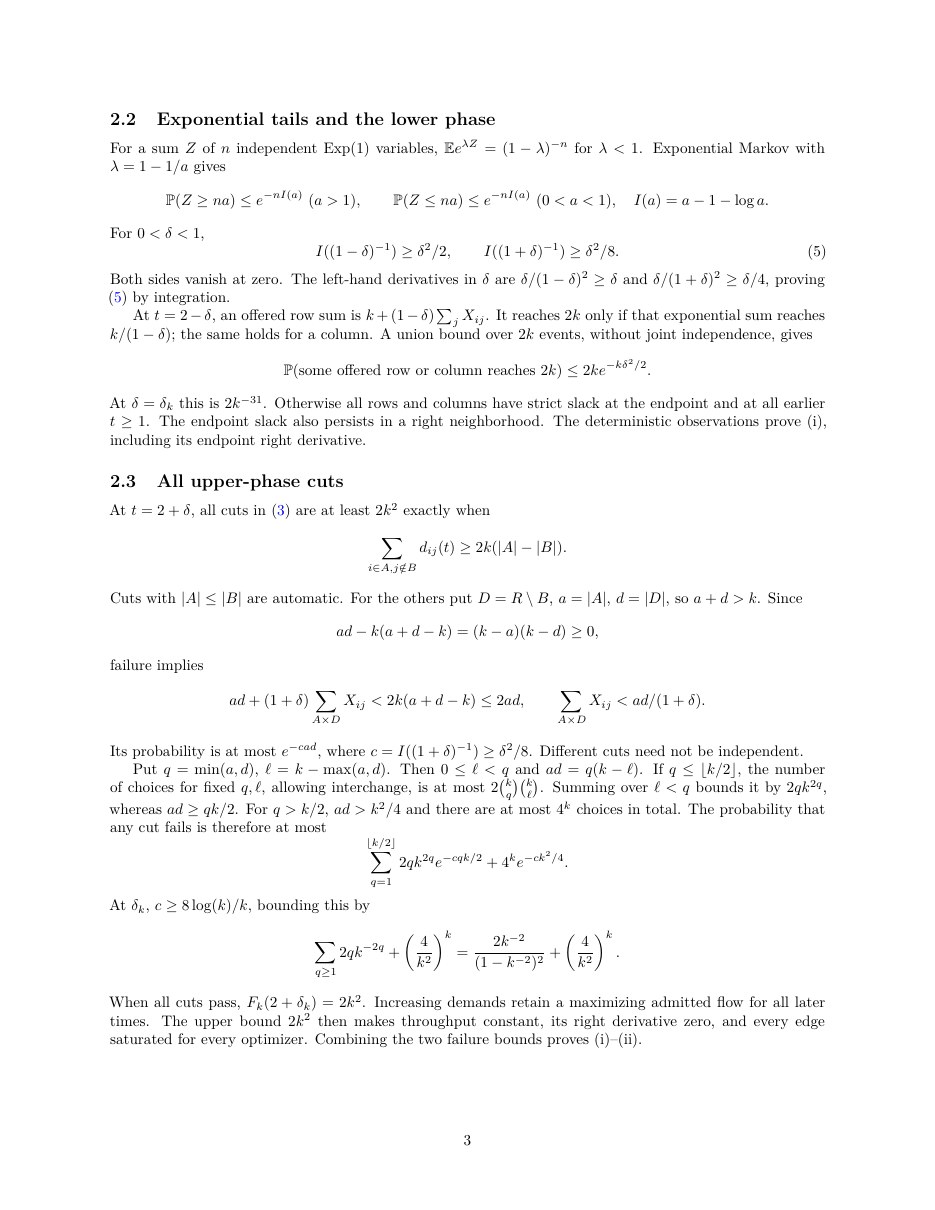 2.2 Exponential tails and the lower phase
For a sum Z of n independent Exp(1) variables, 𝔼e^{λZ} = (1 − λ)^{−n} for λ < 1. Exponential Markov with
λ = 1 − 1/a gives
ℙ(Z ≥ na) ≤ e^{−nI(a)} (a > 1), ℙ(Z ≤ na) ≤ e^{−nI(a)} (0 < a < 1), I(a) = a − 1 − log a.
For 0 < δ < 1,
I((1 − δ)^{−1}) ≥ δ²/2, I((1 + δ)^{−1}) ≥ δ²/8. (5)
Both sides vanish at zero. The left-hand derivatives in δ are δ/(1 − δ)² ≥ δ and δ/(1 + δ)² ≥ δ/4, proving
(5) by integration.
At t = 2 − δ, an offered row sum is k + (1 − δ) ∑_j X_{ij}. It reaches 2k only if that exponential sum reaches
k/(1 − δ); the same holds for a column. A union bound over 2k events, without joint independence, gives
ℙ(some offered row or column reaches 2k) ≤ 2ke^{−kδ²/2}.
At δ = δ_k this is 2k^{−31}. Otherwise all rows and columns have strict slack at the endpoint and at all earlier
t ≥ 1. The endpoint slack also persists in a right neighborhood. The deterministic observations prove (i),
including its endpoint right derivative.
2.3 All upper-phase cuts
At t = 2 + δ, all cuts in (3) are at least 2k² exactly when
∑_{i∈A,j∉B} d_{ij}(t) ≥ 2k(|A| − |B|).
Cuts with |A| ≤ |B| are automatic. For the others put D = R \ B, a = |A|, d = |D|, so a + d > k. Since
ad − k(a + d − k) = (k − a)(k − d) ≥ 0,
failure implies
ad + (1 + δ) ∑_{A×D} X_{ij} < 2k(a + d − k) ≤ 2ad, ∑_{A×D} X_{ij} < ad/(1 + δ).
Its probability is at most e^{−cad}, where c = I((1 + δ)^{−1}) ≥ δ²/8. Different cuts need not be independent.
Put q = min(a, d), ℓ = k − max(a, d). Then 0 ≤ ℓ < q and ad = q(k − ℓ). If q ≤ ⌊k/2⌋, the number
of choices for fixed q, ℓ, allowing interchange, is at most 2\binom{k}{q}\binom{k}{ℓ}. Summing over ℓ < q bounds it by 2qk^{2q},
whereas ad ≥ qk/2. For q > k/2, ad > k²/4 and there are at most 4^k choices in total. The probability that
any cut fails is therefore at most
∑_{q=1}^{⌊k/2⌋} 2qk^{2q}e^{−cqk/2} + 4^k e^{−ck²/4}.
At δ_k, c ≥ 8 log(k)/k, bounding this by
∑_{q≥1} 2qk^{−2q} + (4/k²)^k = 2k^{−2}/(1 − k^{−2})² + (4/k²)^k.
When all cuts pass, F_k(2 + δ_k) = 2k². Increasing demands retain a maximizing admitted flow for all later
times. The upper bound 2k² then makes throughput constant, its right derivative zero, and every edge
saturated for every optimizer. Combining the two failure bounds proves (i)–(ii).
3